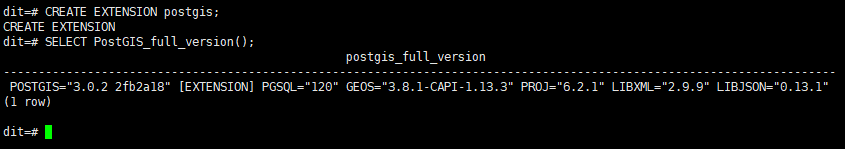 dit=# CREATE EXTENSION postgis;
CREATE EXTENSION
dit=# SELECT PostGIS_full_version();
postgis_full_version
-----------------------------------------------------------------------------------------------------------------------
POSTGIS="3.0.2 2fb2a18" [EXTENSION] PGSQL="120" GEOS="3.8.1-CAPI-1.13.3" PROJ="6.2.1" LIBXML="2.9.9" LIBJSON="0.13.1"
(1 row)
dit=#